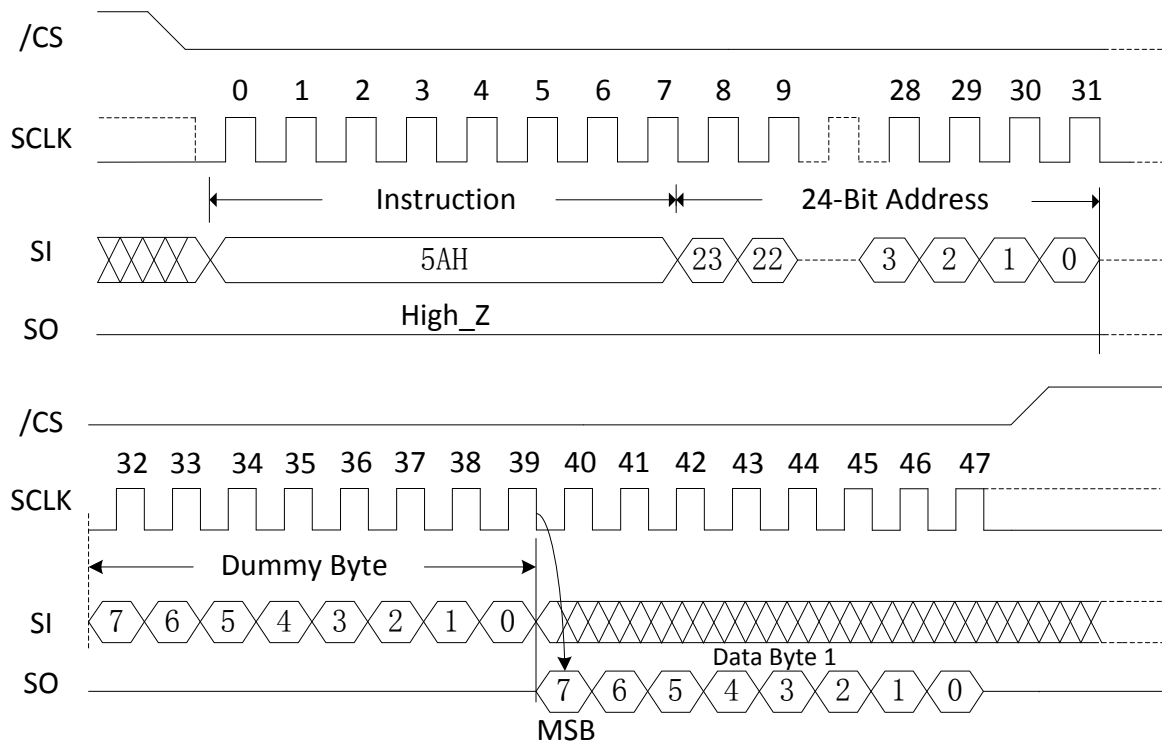 /CS
0 1 2 3 4 5 6 7 8 9 28 29 30 31
SCLK
Instruction 24-Bit Address
SI 5AH 23 22 3 2 1 0
High_Z
SO
/CS
32 33 34 35 36 37 38 39 40 41 42 43 44 45 46 47
SCLK
Dummy Byte
SI 7 6 5 4 3 2 1 0
Data Byte 1
SO 7 6 5 4 3 2 1 0
MSB